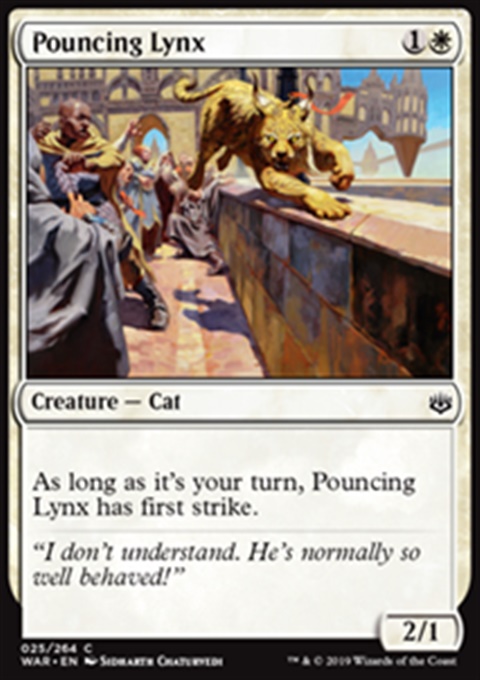 Pouncing Lynx 1
Creature — Cat
As long as it's your turn, Pouncing
Lynx has first strike.
“I don't understand. He's normally so
well behaved!”
2/1
025/264 C
WAR • EN Sidharth Chaturvedi
™ & © 2019 Wizards of the Coast